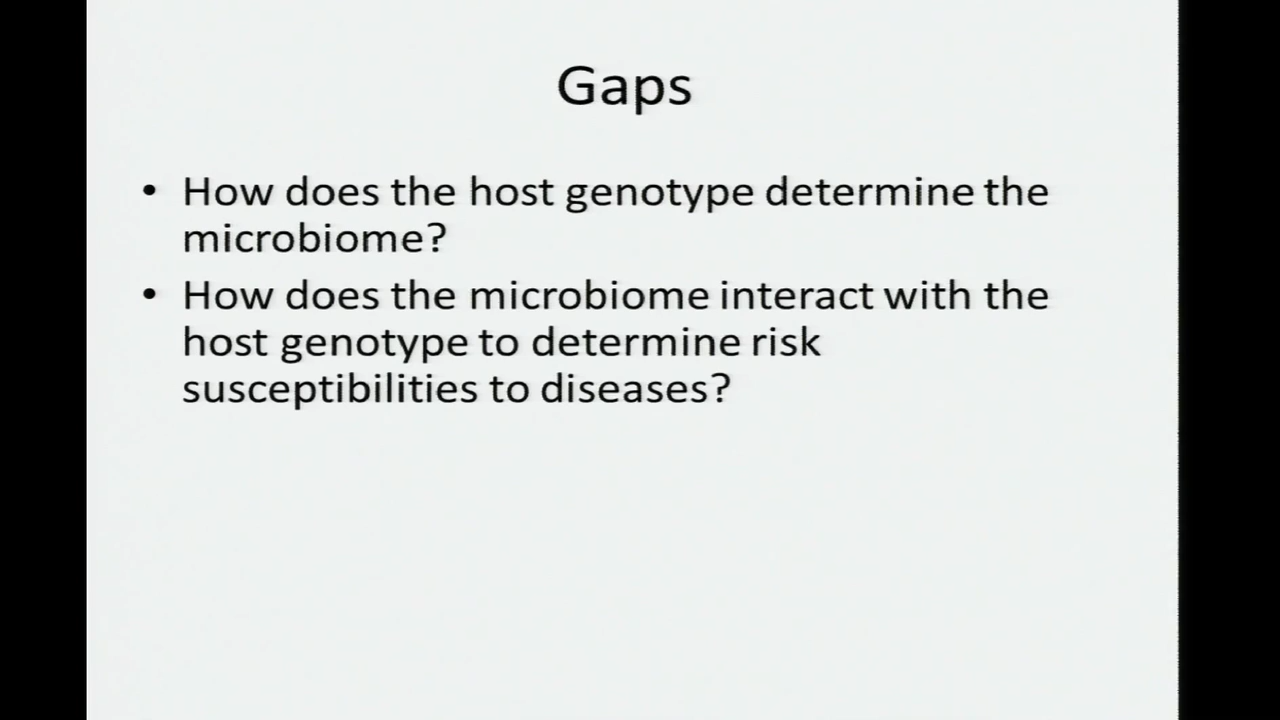 Gaps
• How does the host genotype determine the
microbiome?
• How does the microbiome interact with the
host genotype to determine risk
susceptibilities to diseases?